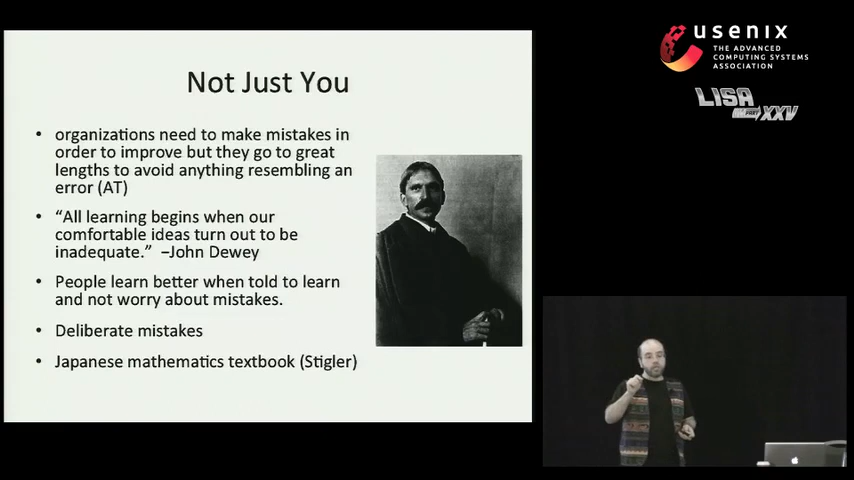 usenix
THE ADVANCED
COMPUTING SYSTEMS
ASSOCIATION
LISA
PART XXV
Not Just You
• organizations need to make mistakes in
order to improve but they go to great
lengths to avoid anything resembling an
error (AT)
• “All learning begins when our
comfortable ideas turn out to be
inadequate.” –John Dewey
• People learn better when told to learn
and not worry about mistakes.
• Deliberate mistakes
• Japanese mathematics textbook (Stigler)